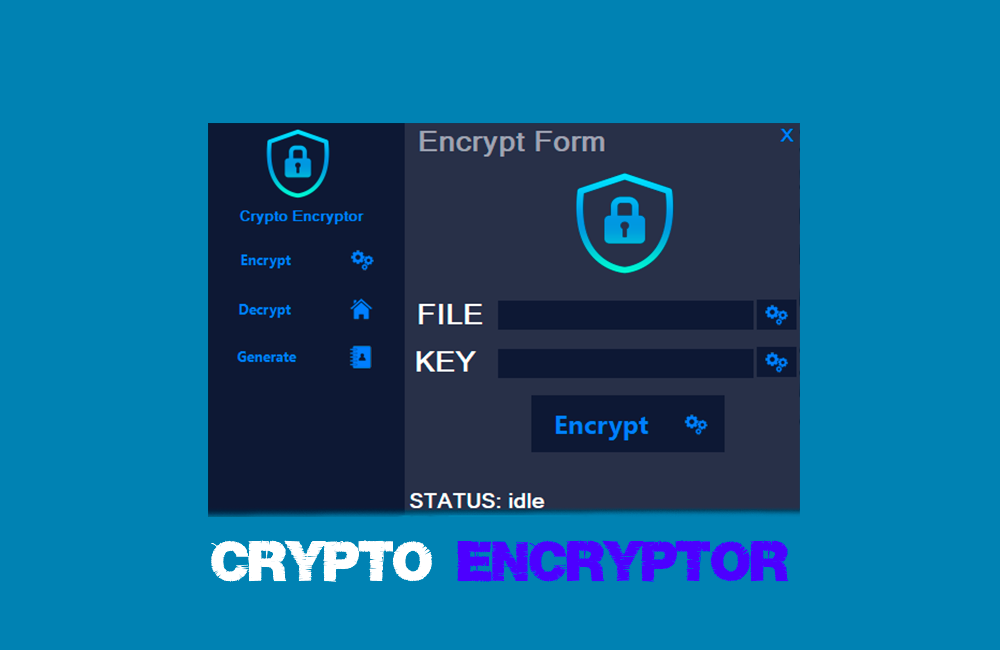 Crypto Encryptor
Encrypt
Decrypt
Generate
Encrypt Form
X
FILE
KEY
Encrypt
STATUS: idle
CRYPTO ENCRYPTOR